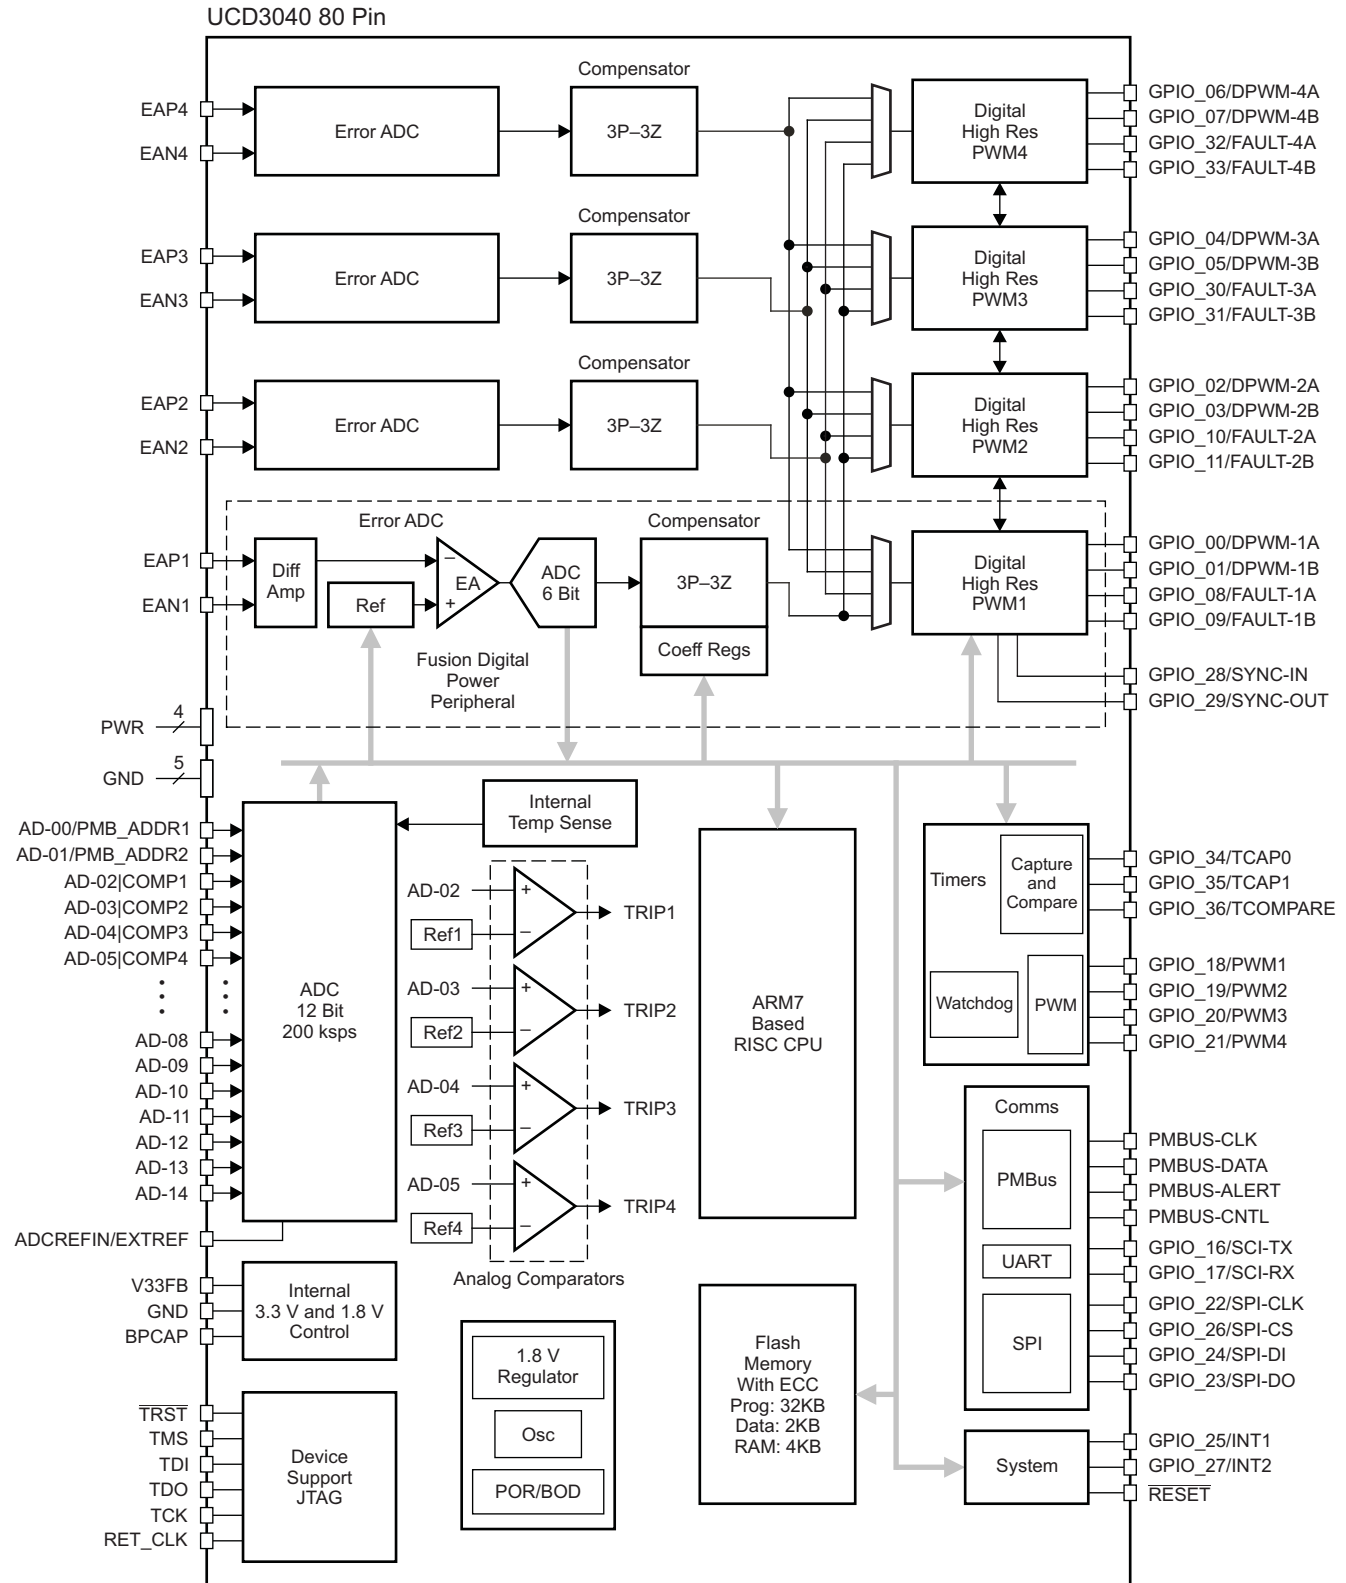 UCD3040 80 Pin
Compensator
EAP4
EAN4
Error ADC
3P–3Z
Digital
High Res
PWM4
GPIO_06/DPWM-4A
GPIO_07/DPWM-4B
GPIO_32/FAULT-4A
GPIO_33/FAULT-4B
Compensator
EAP3
EAN3
Error ADC
3P–3Z
Digital
High Res
PWM3
GPIO_04/DPWM-3A
GPIO_05/DPWM-3B
GPIO_30/FAULT-3A
GPIO_31/FAULT-3B
Compensator
EAP2
EAN2
Error ADC
3P–3Z
Digital
High Res
PWM2
GPIO_02/DPWM-2A
GPIO_03/DPWM-2B
GPIO_10/FAULT-2A
GPIO_11/FAULT-2B
Error ADC
Compensator
EAP1
EAN1
Diff
Amp
Ref
–
EA
+
ADC
6 Bit
3P–3Z
Coeff Regs
Digital
High Res
PWM1
GPIO_00/DPWM-1A
GPIO_01/DPWM-1B
GPIO_08/FAULT-1A
GPIO_09/FAULT-1B
GPIO_28/SYNC-IN
GPIO_29/SYNC-OUT
Fusion Digital
Power
Peripheral
PWR
4
GND
5
AD-00/PMB_ADDR1
AD-01/PMB_ADDR2
AD-02|COMP1
AD-03|COMP2
AD-04|COMP3
AD-05|COMP4
AD-08
AD-09
AD-10
AD-11
AD-12
AD-13
AD-14
ADCREFIN/EXTREF
ADC
12 Bit
200 ksps
Internal
Temp Sense
AD-02
+
Ref1
–
TRIP1
AD-03
+
Ref2
–
TRIP2
AD-04
+
Ref3
–
TRIP3
AD-05
+
Ref4
–
TRIP4
Analog Comparators
ARM7
Based
RISC CPU
Timers
Capture
and
Compare
Watchdog
PWM
GPIO_34/TCAP0
GPIO_35/TCAP1
GPIO_36/TCOMPARE
GPIO_18/PWM1
GPIO_19/PWM2
GPIO_20/PWM3
GPIO_21/PWM4
Comms
PMBus
UART
SPI
PMBUS-CLK
PMBUS-DATA
PMBUS-ALERT
PMBUS-CNTL
GPIO_16/SCI-TX
GPIO_17/SCI-RX
GPIO_22/SPI-CLK
GPIO_26/SPI-CS
GPIO_24/SPI-DI
GPIO_23/SPI-DO
V33FB
GND
BPCAP
Internal
3.3 V and 1.8 V
Control
1.8 V
Regulator
Osc
POR/BOD
Flash
Memory
With ECC
Prog: 32KB
Data: 2KB
RAM: 4KB
System
GPIO_25/INT1
GPIO_27/INT2
RESET
TRST
TMS
TDI
TDO
TCK
RET_CLK
Device
Support
JTAG